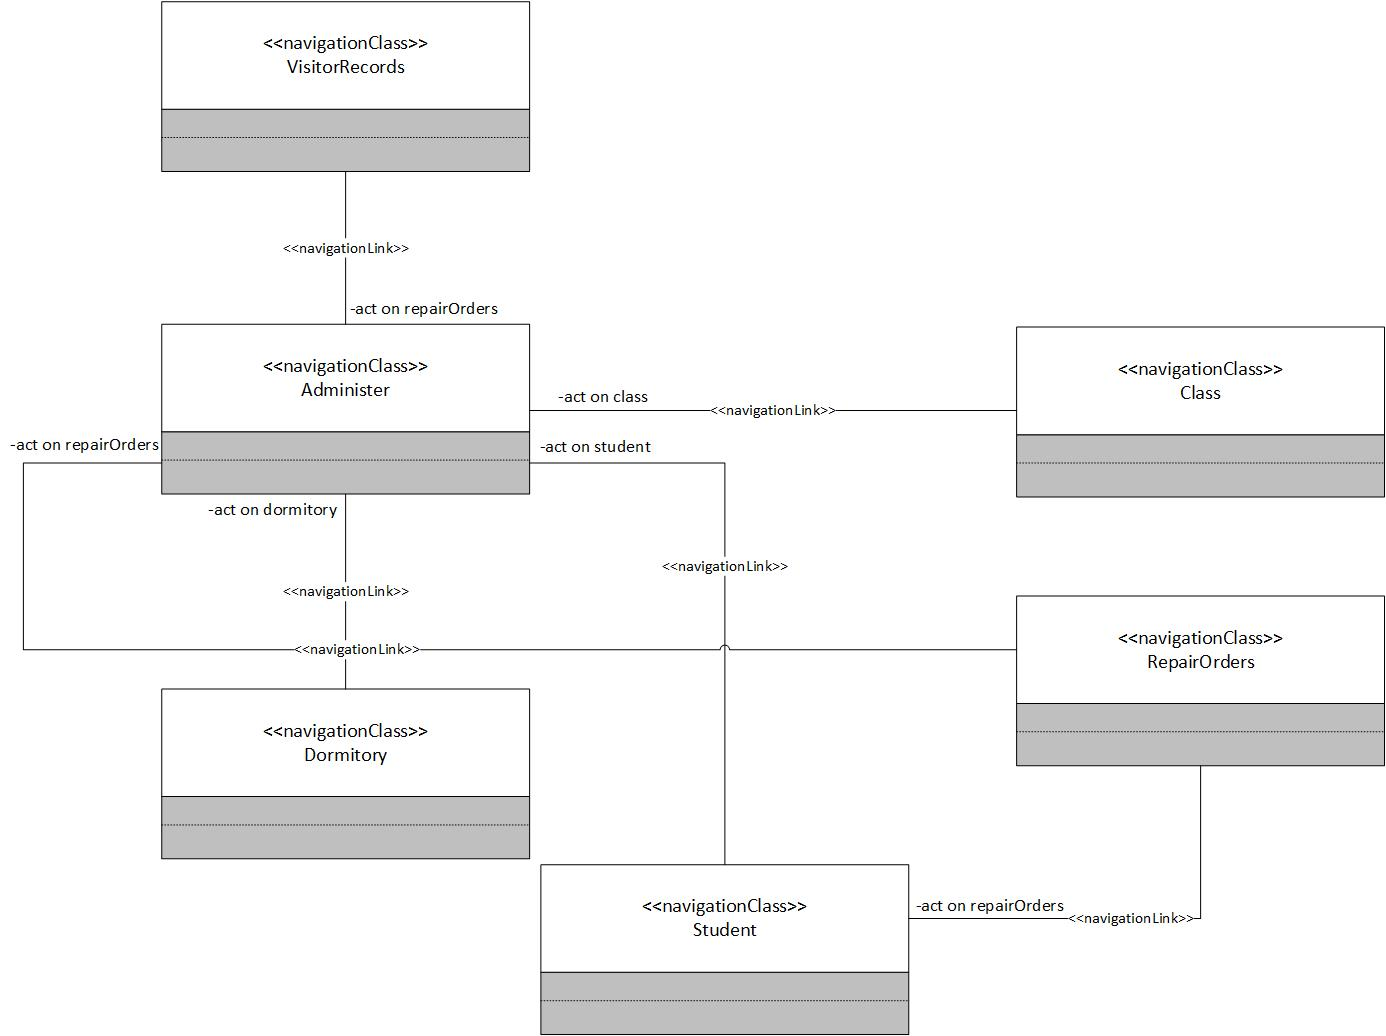 <<navigationClass>>
VisitorRecords
<<navigationLink>>
-act on repairOrders
<<navigationClass>>
Administer
-act on class
<<navigationLink>>
<<navigationClass>>
Class
-act on repairOrders
-act on student
-act on dormitory
<<navigationLink>>
<<navigationLink>>
<<navigationLink>>
<<navigationClass>>
RepairOrders
<<navigationClass>>
Dormitory
<<navigationClass>>
Student
-act on repairOrders
<<navigationLink>>